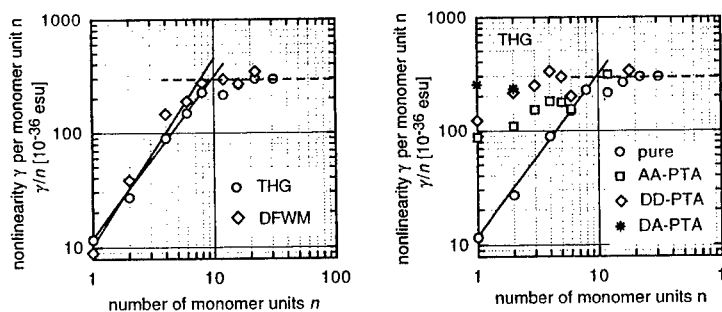 nonlinearity γ per monomer unit n
γ/n [10-36 esu]
1000
100
10
1
10
100
THG
DFWM
number of monomer units n
nonlinearity γ per monomer unit n
γ/n [10-36 esu]
1000
100
10
1
10
100
THG
pure
AA-PTA
DD-PTA
DA-PTA
number of monomer units n